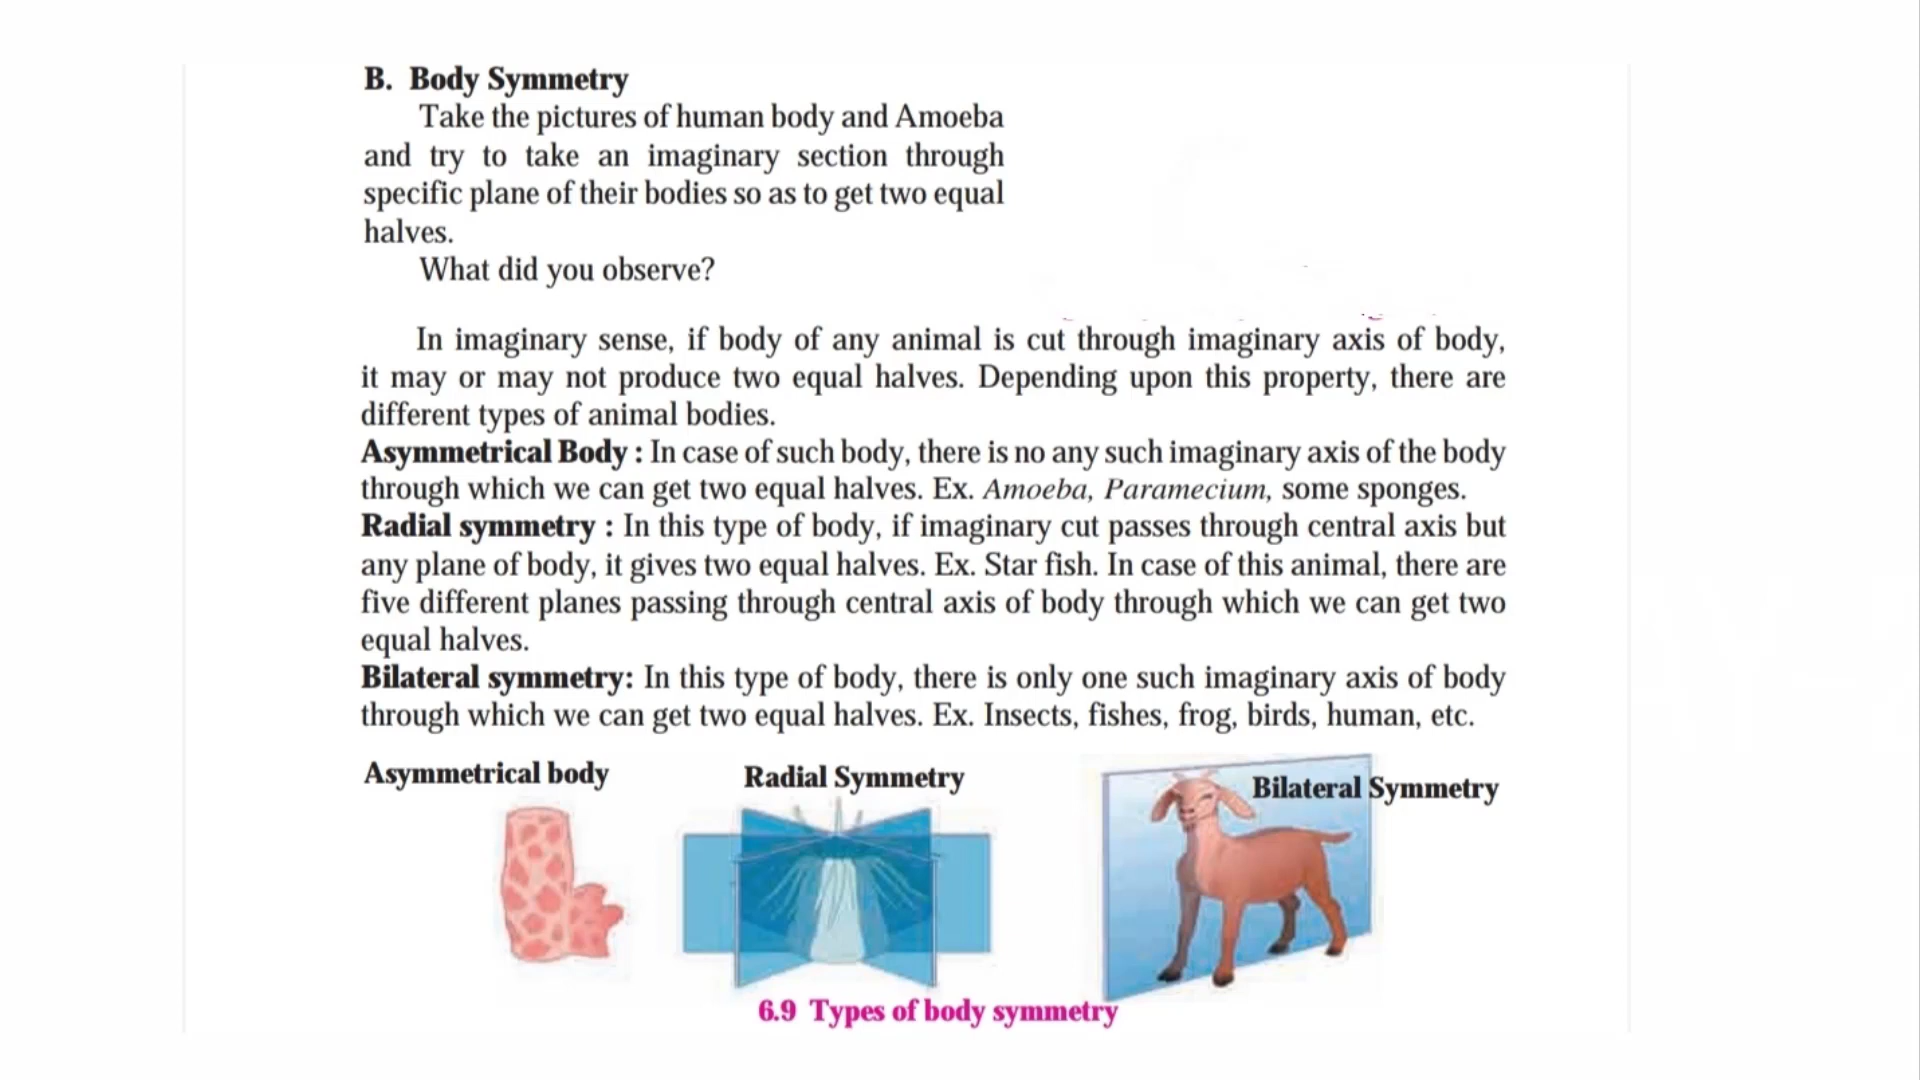 B. Body Symmetry
Take the pictures of human body and Amoeba
and try to take an imaginary section through
specific plane of their bodies so as to get two equal
halves.
What did you observe?
In imaginary sense, if body of any animal is cut through imaginary axis of body,
it may or may not produce two equal halves. Depending upon this property, there are
different types of animal bodies.
Asymmetrical Body : In case of such body, there is no any such imaginary axis of the body
through which we can get two equal halves. Ex. Amoeba, Paramecium, some sponges.
Radial symmetry : In this type of body, if imaginary cut passes through central axis but
any plane of body, it gives two equal halves. Ex. Star fish. In case of this animal, there are
five different planes passing through central axis of body through which we can get two
equal halves.
Bilateral symmetry: In this type of body, there is only one such imaginary axis of body
through which we can get two equal halves. Ex. Insects, fishes, frog, birds, human, etc.
Asymmetrical body
Radial Symmetry
Bilateral Symmetry
6.9 Types of body symmetry